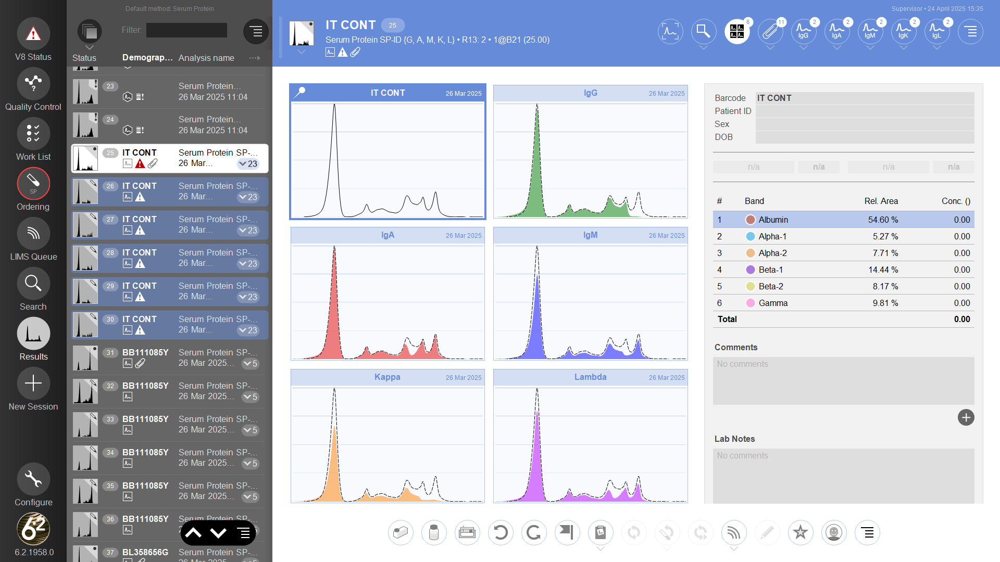 Default method: Serum Protein
Supervisor • 24 April 2025 15:35
V8 Status
Quality Control
Work List
SP
Ordering
LIMS Queue
Search
Results
New Session
Configure
6.2
6.2.1958.0
Filter:
Status Demograp... Analysis name
23 Serum Protein...
26 Mar 2025 11:04
24 Serum Protein...
26 Mar 2025 11:04
25 IT CONT Serum Protein SP-...
26 Mar... 23
26 IT CONT Serum Protein SP-...
26 Mar... 23
27 IT CONT Serum Protein SP-...
26 Mar... 23
28 IT CONT Serum Protein SP-...
26 Mar... 23
29 IT CONT Serum Protein SP-...
26 Mar... 23
30 IT CONT Serum Protein SP-...
26 Mar... 23
31 BB111085Y Serum Protein SP-...
26 Mar 2025... 5
32 BB111085Y Serum Protein SP-...
26 Mar 2025... 5
33 BB111085Y Serum Protein SP-...
26 Mar 2025... 5
34 BB111085Y Serum Protein SP-...
26 Mar 2025... 5
35 BB111085Y Serum Protein SP-...
26 Mar 2025... 5
36 BB111085Y Serum Protein SP-...
37 BL358656G Serum Protein SP-...
26 Mar 2025...
IT CONT 25
Serum Protein SP-ID {G, A, M, K, L} • R13: 2 • 1@B21 (25.00)
6 11 2 2 2 2 2
IgG IgA IgM IgK IgL
IT CONT 26 Mar 2025
IgG 26 Mar 2025
IgA 26 Mar 2025
IgM 26 Mar 2025
Kappa 26 Mar 2025
Lambda 26 Mar 2025
Barcode IT CONT
Patient ID
Sex
DOB
n/a n/a n/a n/a
# Band Rel. Area Conc. ()
1 Albumin 54.60 % 0.00
2 Alpha-1 5.27 % 0.00
3 Alpha-2 7.71 % 0.00
4 Beta-1 14.44 % 0.00
5 Beta-2 8.17 % 0.00
6 Gamma 9.81 % 0.00
Total 0.00
Comments
No comments
Lab Notes
No comments